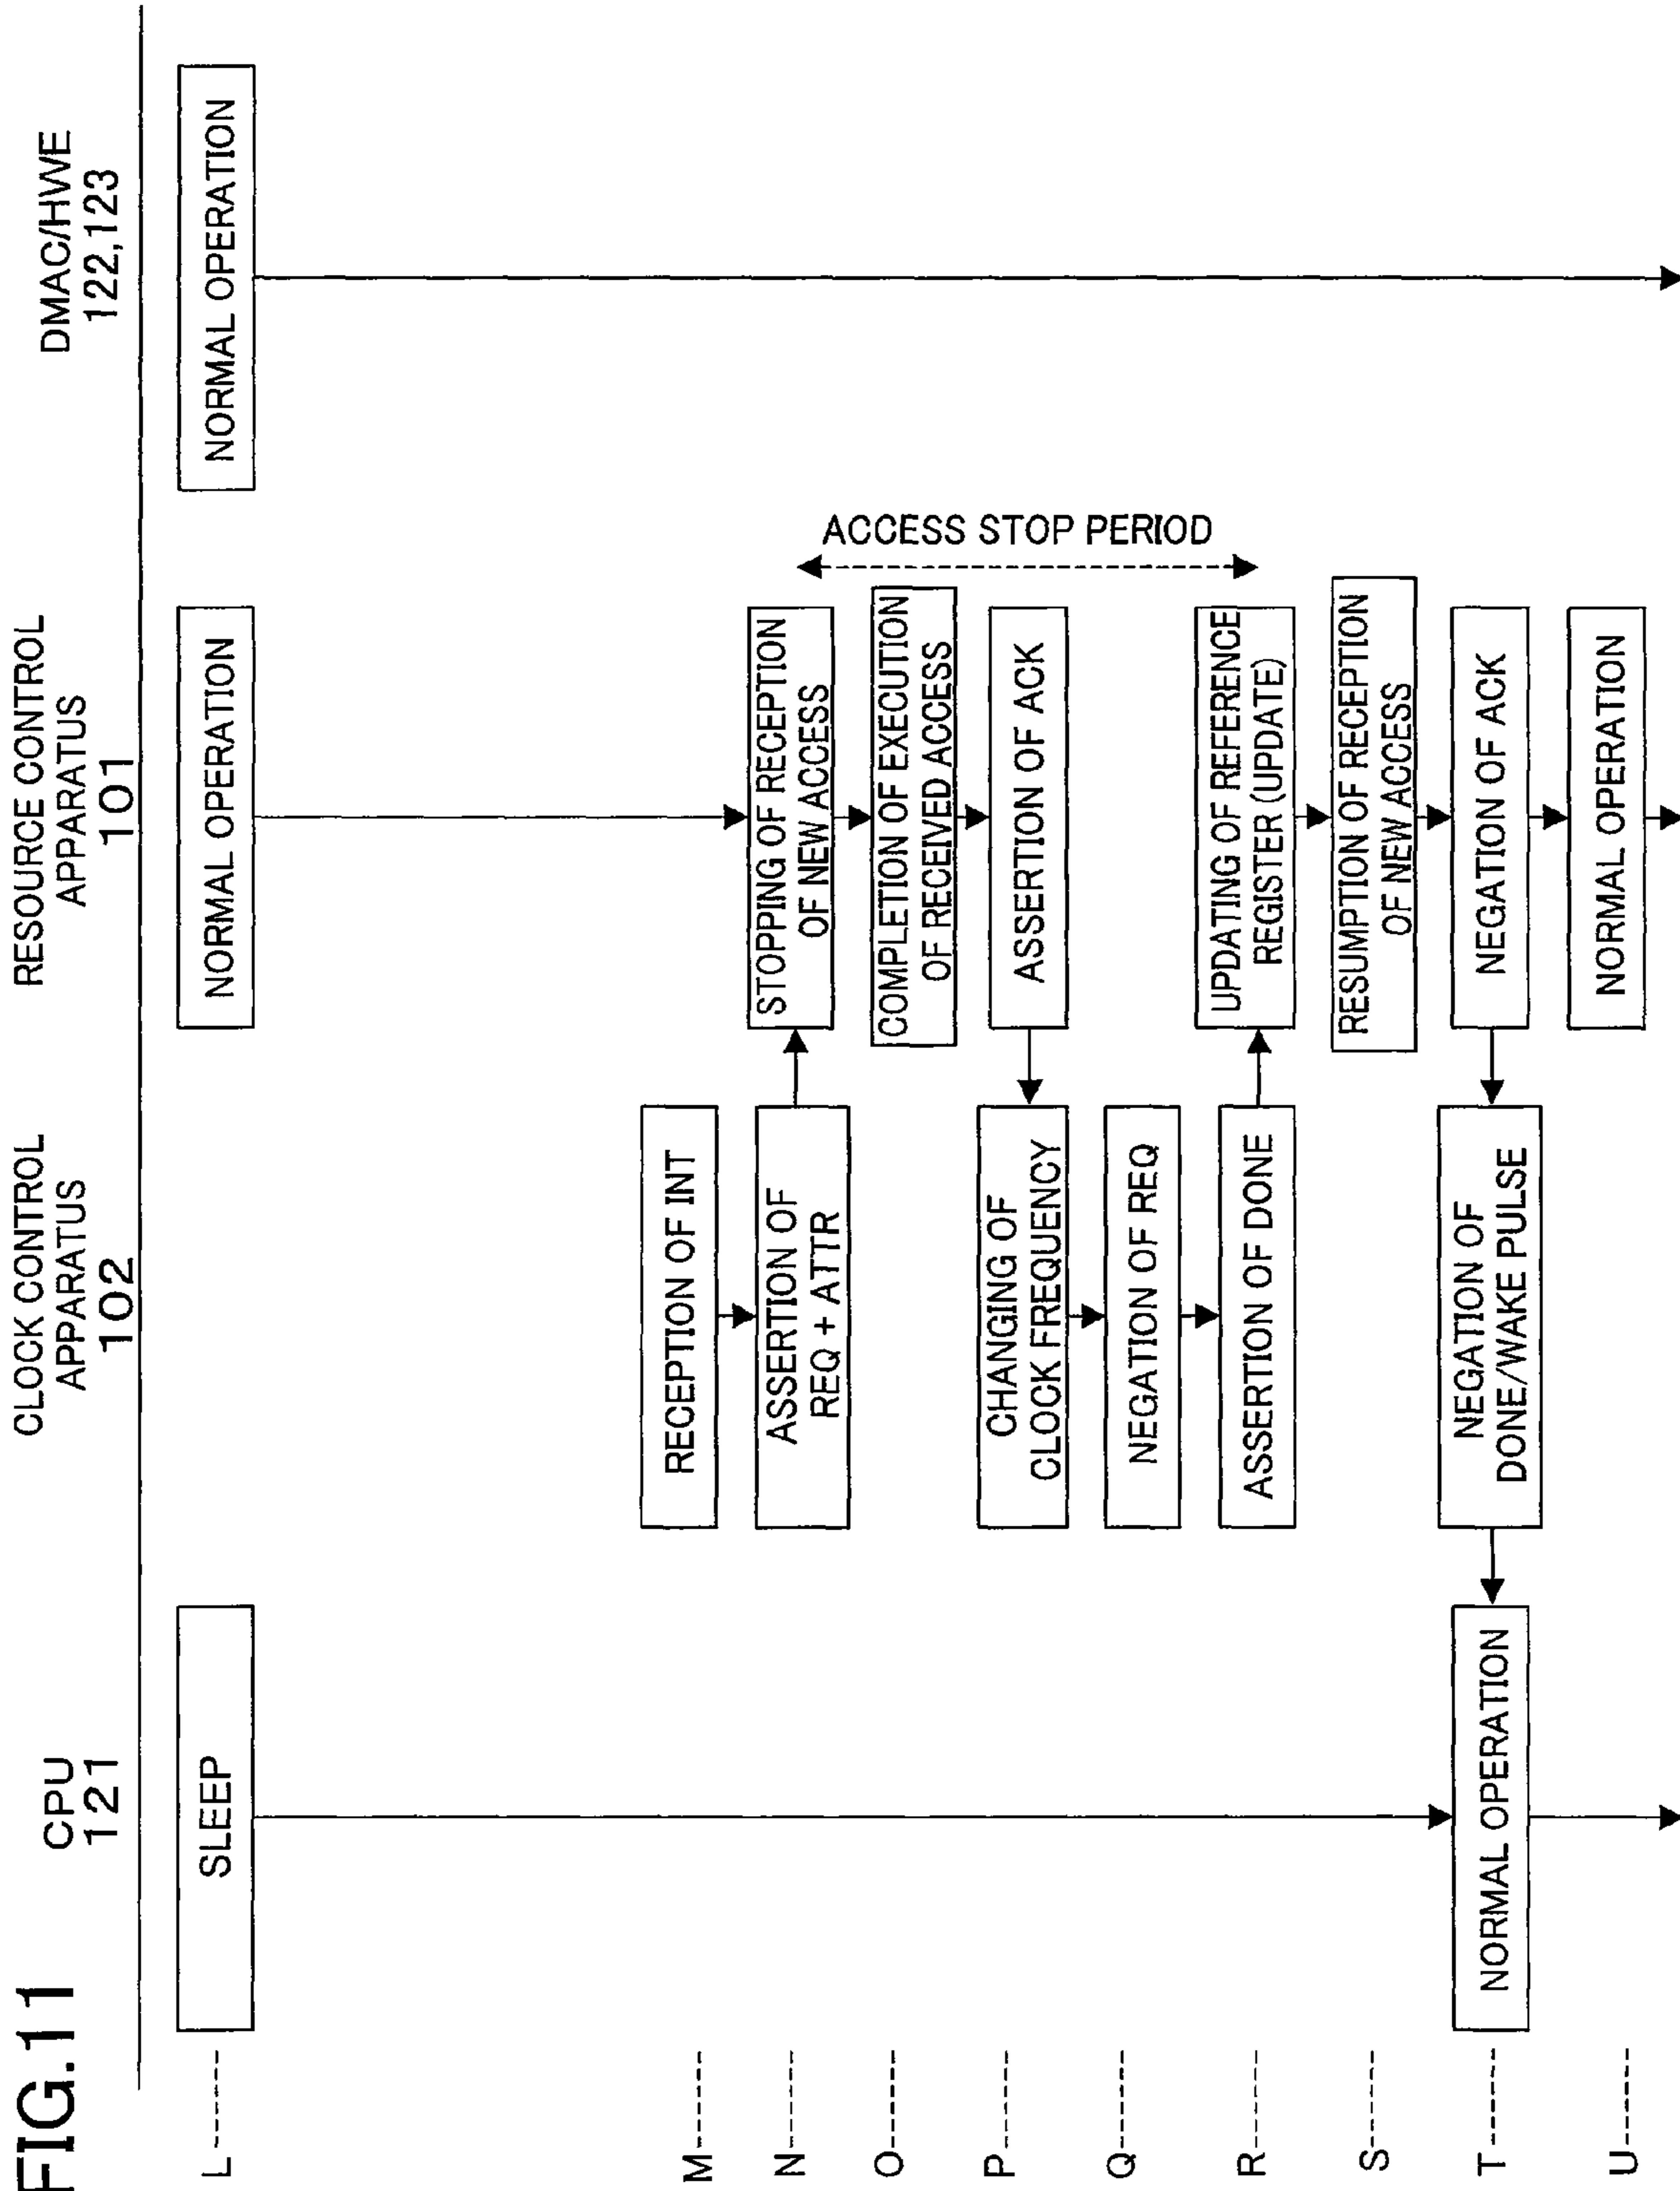 FIG.11
CPU
121
CLOCK CONTROL
APPARATUS
102
RESOURCE CONTROL
APPARATUS
101
DMAC/HWE
122,123
L
SLEEP
NORMAL OPERATION
NORMAL OPERATION
M
RECEPTION OF INT
N
ASSERTION OF
REQ + ATTR
STOPPING OF RECEPTION
OF NEW ACCESS
ACCESS STOP PERIOD
O
COMPLETION OF EXECUTION
OF RECEIVED ACCESS
P
CHANGING OF
CLOCK FREQUENCY
ASSERTION OF ACK
Q
NEGATION OF REQ
R
ASSERTION OF DONE
UPDATING OF REFERENCE
REGISTER (UPDATE)
S
RESUMPTION OF RECEPTION
OF NEW ACCESS
T
NORMAL OPERATION
NEGATION OF
DONE/WAKE PULSE
NEGATION OF ACK
U
NORMAL OPERATION